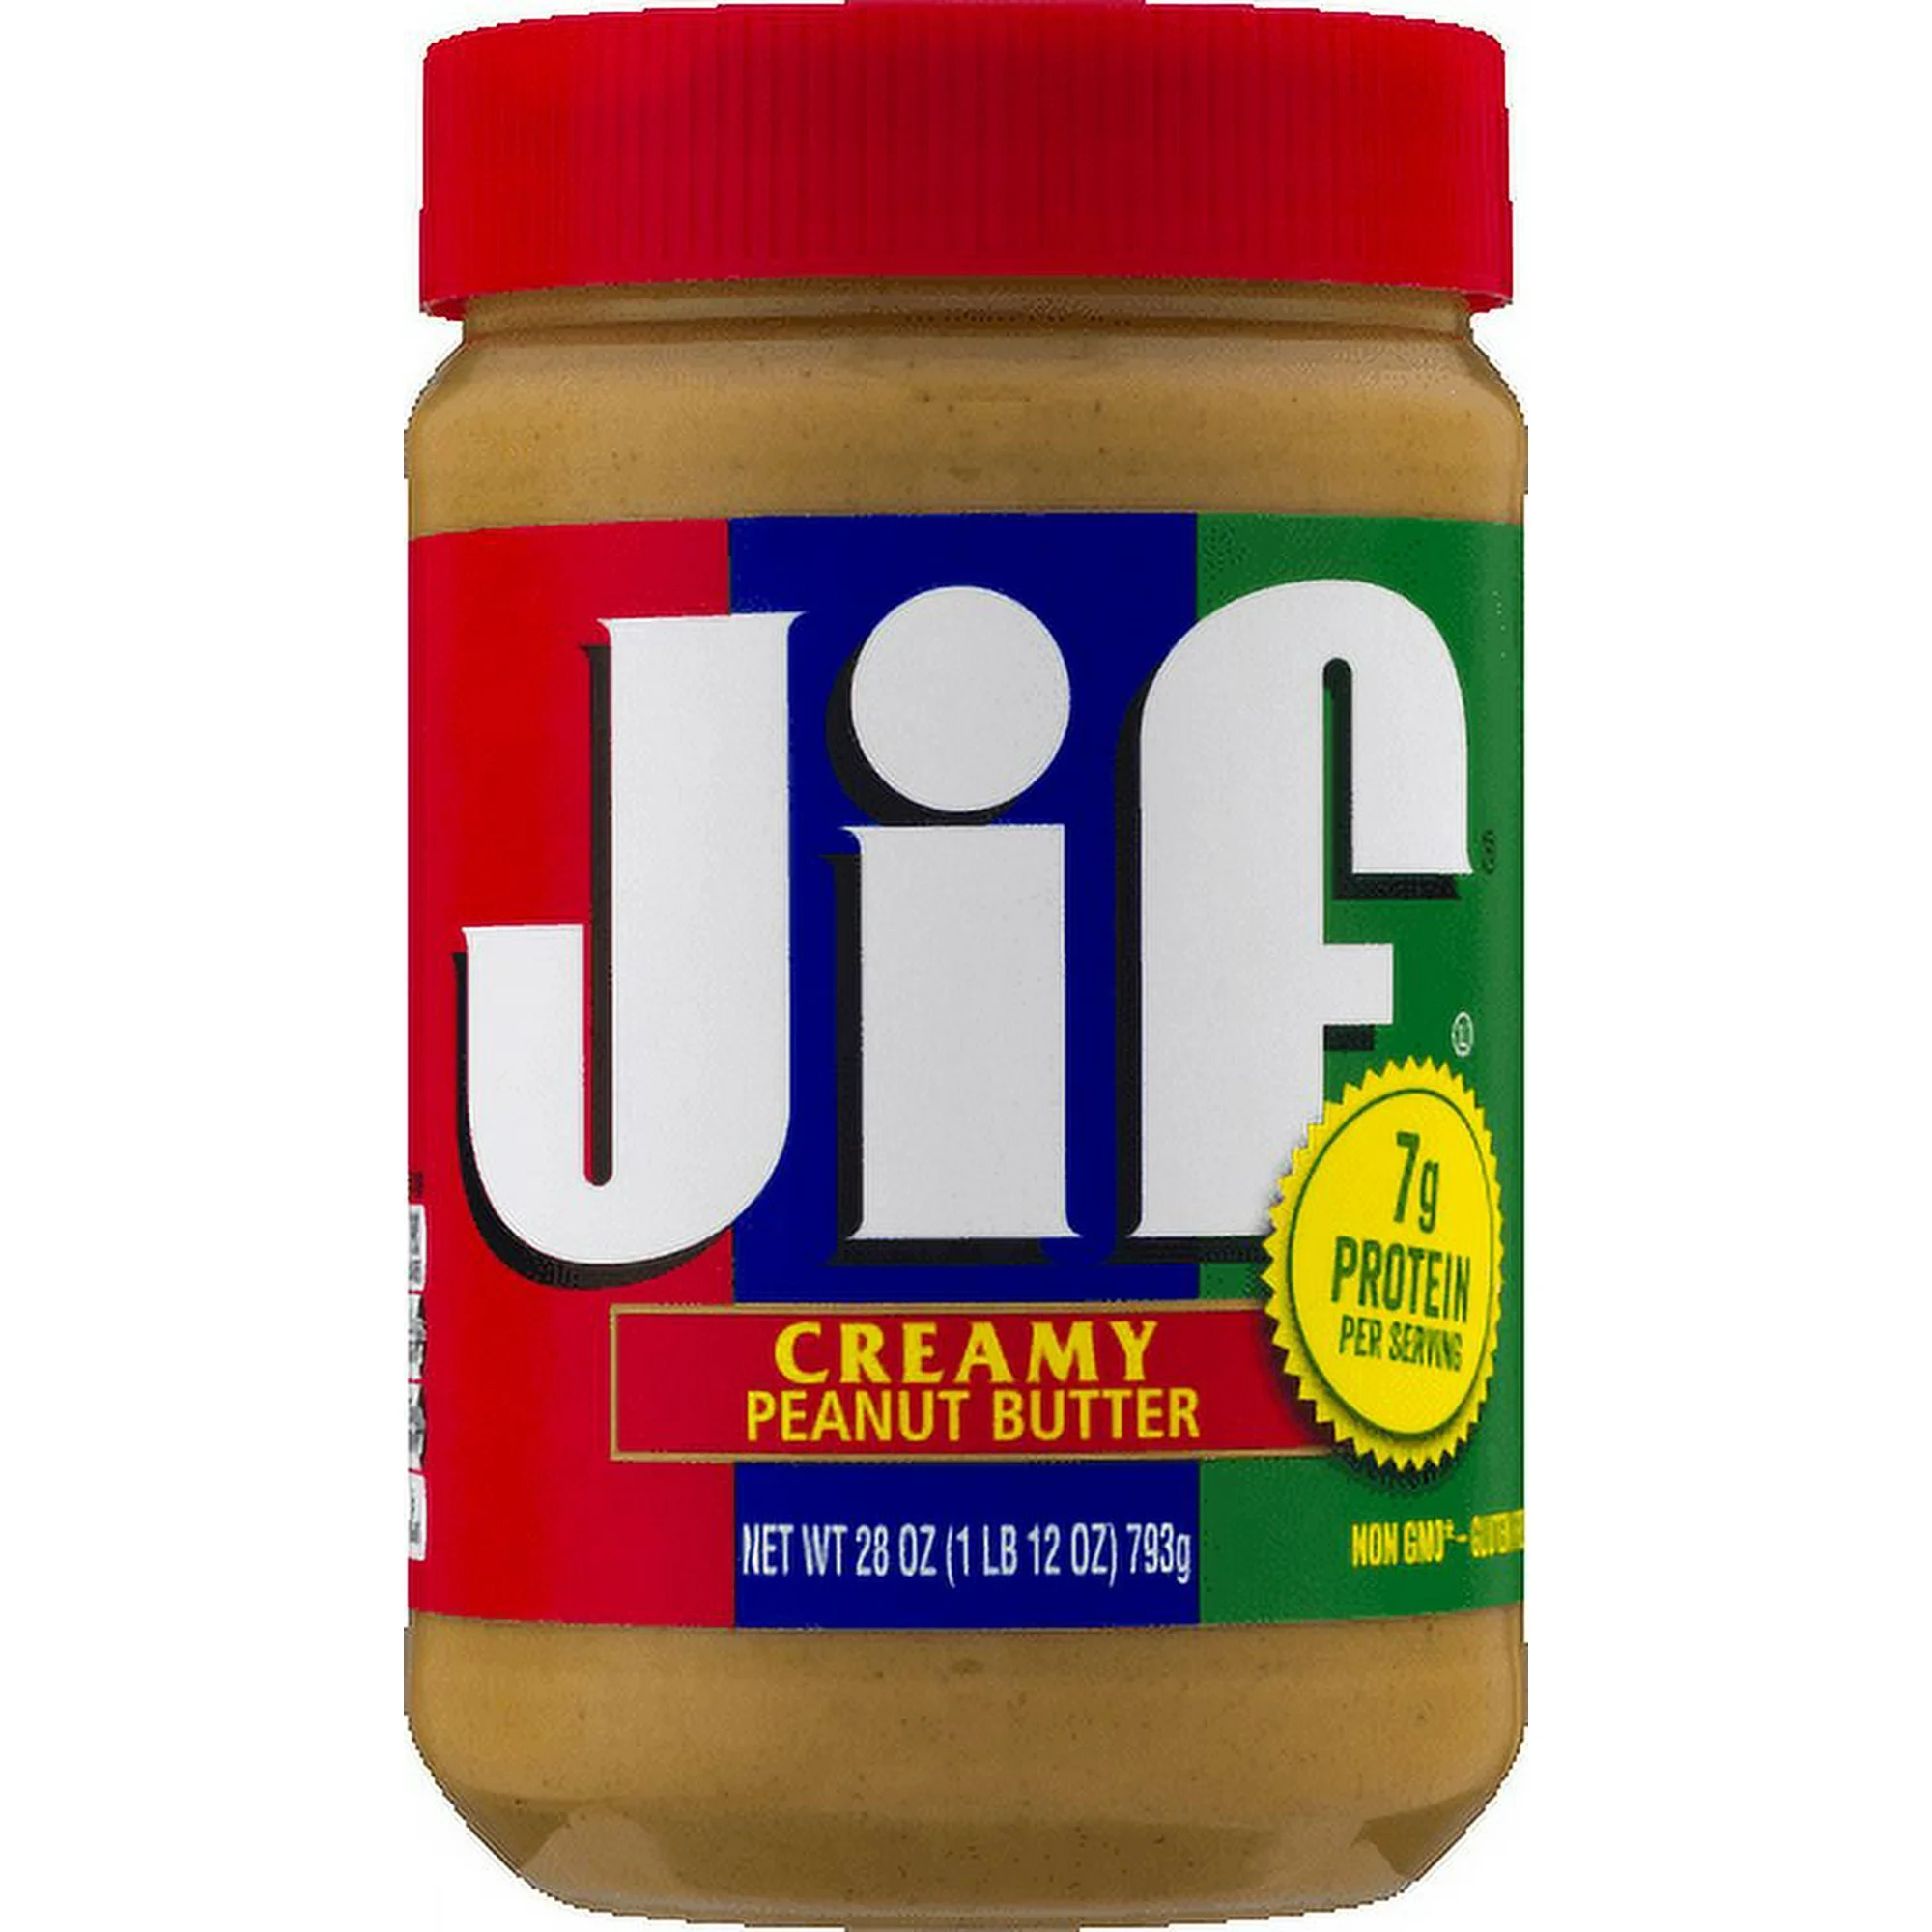 Jif
7g
PROTEIN
PER SERVING
CREAMY
PEANUT BUTTER
NET WT 28 OZ (1 LB 12 OZ) 793g
NON GMO*–